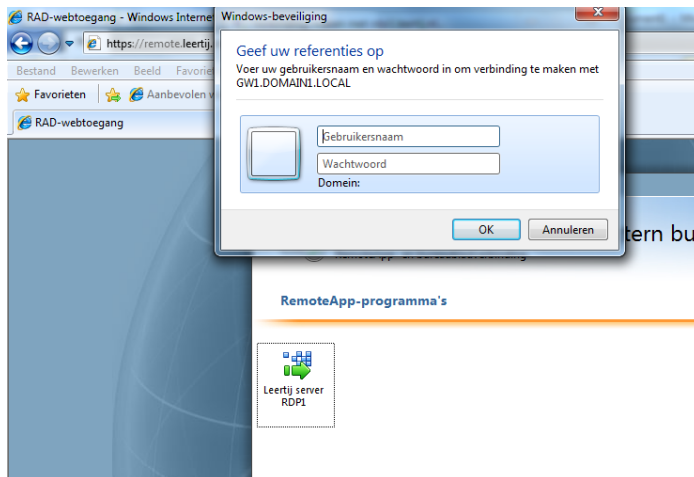 RAD-webtoegang - Windows Interne
Windows-beveiliging
https://remote.leertij.
Geef uw referenties op
Voer uw gebruikersnaam en wachtwoord in om verbinding te maken met
GW1.DOMAIN1.LOCAL
Bestand Bewerken Beeld Favorie
Favorieten Aanbevolen
RAD-webtoegang
Gebruikersnaam
Wachtwoord
Domein:
OK Annuleren
tern bu
RemoteApp-programma's
Leertij server
RDP1